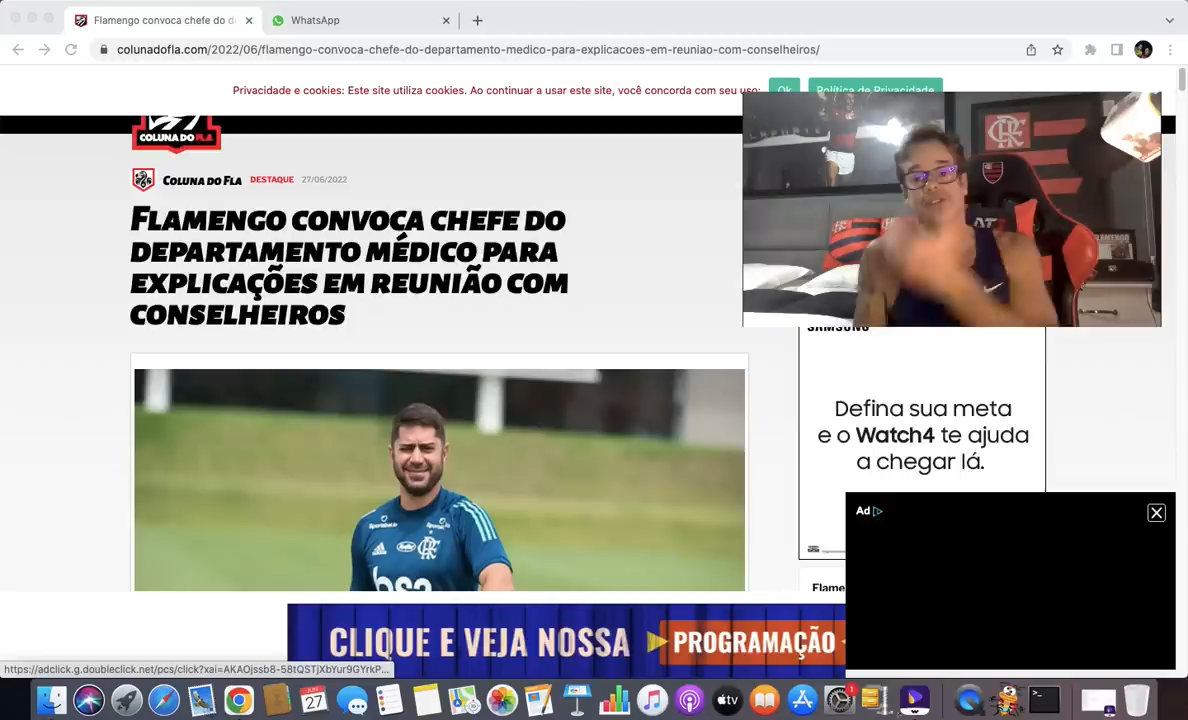 Flamengo convoca chefe do d
WhatsApp
colunadofla.com/2022/06/flamengo-convoca-chefe-do-departamento-medico-para-explicacoes-em-reuniao-com-conselheiros/
Privacidade e cookies: Este site utiliza cookies. Ao continuar a usar este site, você concorda com seu uso:
Ok
Política de Privacidade
COLUNA DO FLA
COLUNA DO FLA DESTAQUE 27/06/2022
FLAMENGO CONVOCA CHEFE DO
DEPARTAMENTO MÉDICO PARA
EXPLICAÇÕES EM REUNIÃO COM
CONSELHEIROS
SAMSUNG
Defina sua meta
e o Watch4 te ajuda
a chegar lá.
Ad
Flame
CLIQUE E VEJA NOSSA
PROGRAMAÇÃO
https://adclick.g.doubleclick.net/pcs/click?xai=AKAOjssb8-58tQSTjXbYur9GYrkP...
JUN
27
tv
1